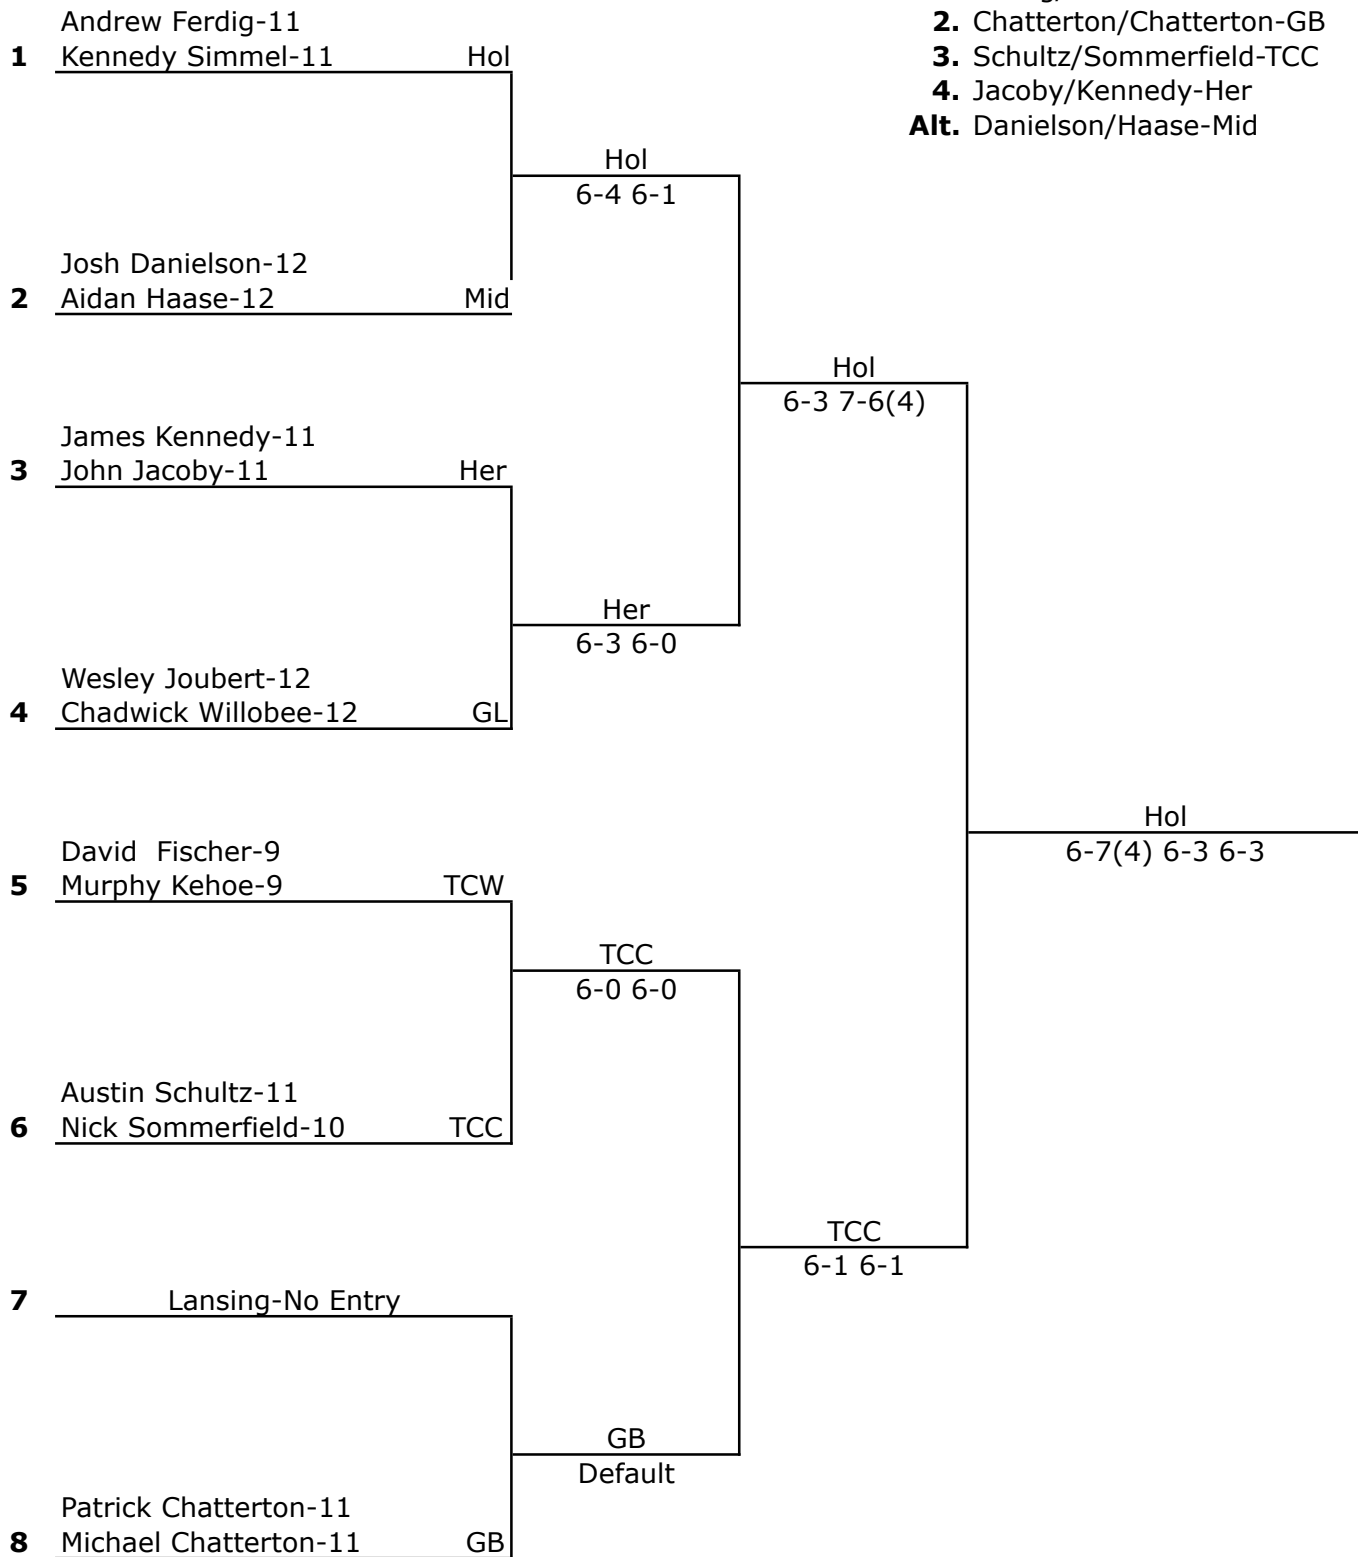 2. Chatterton/Chatterton-GB
3. Schultz/Sommerfield-TCC
4. Jacoby/Kennedy-Her
Alt. Danielson/Haase-Mid
Andrew Ferdig-11
1 Kennedy Simmel-11 Hol
Hol
6-4 6-1
Josh Danielson-12
2 Aidan Haase-12 Mid
Hol
6-3 7-6(4)
James Kennedy-11
3 John Jacoby-11 Her
Her
6-3 6-0
Wesley Joubert-12
4 Chadwick Willobee-12 GL
Hol
6-7(4) 6-3 6-3
David  Fischer-9
5 Murphy Kehoe-9 TCW
TCC
6-0 6-0
Austin Schultz-11
6 Nick Sommerfield-10 TCC
TCC
6-1 6-1
7 Lansing-No Entry
GB
Default
Patrick Chatterton-11
8 Michael Chatterton-11 GB